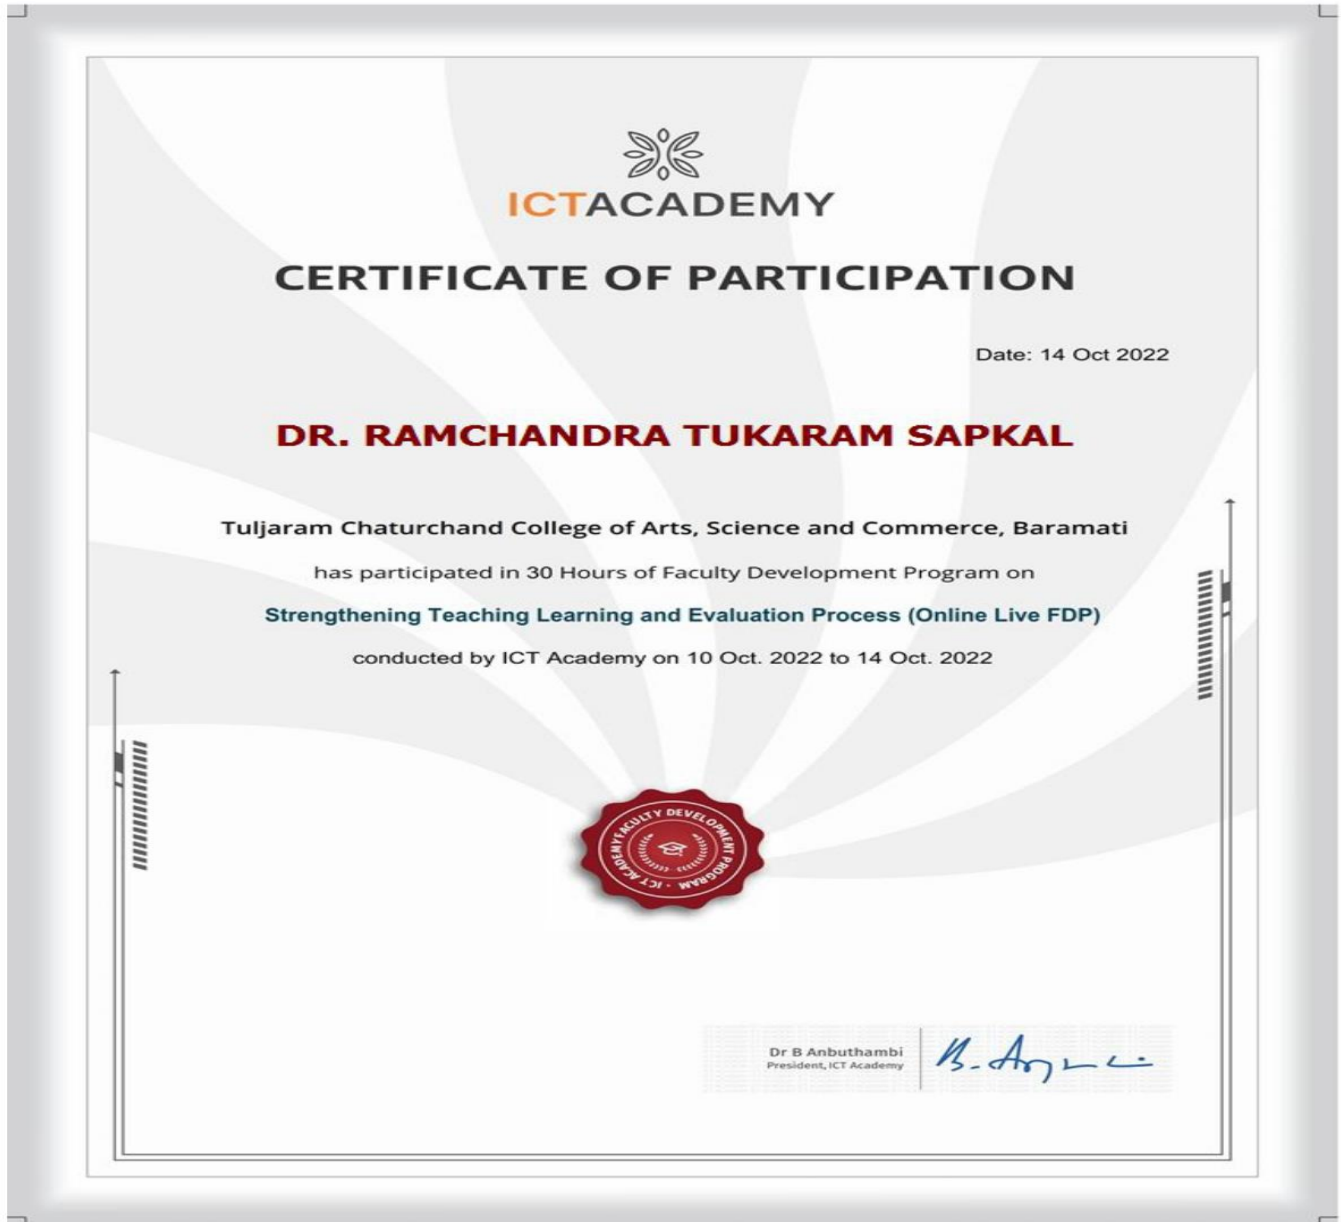 ICTACADEMY
CERTIFICATE OF PARTICIPATION
Date: 14 Oct 2022
DR. RAMCHANDRA TUKARAM SAPKAL
Tuljaram Chaturchand College of Arts, Science and Commerce, Baramati
has participated in 30 Hours of Faculty Development Program on
Strengthening Teaching Learning and Evaluation Process (Online Live FDP)
conducted by ICT Academy on 10 Oct. 2022 to 14 Oct. 2022
FACULTY DEVELOPMENT PROGRAM · ICT ACADEMY
Dr B Anbuthambi
President, ICT Academy